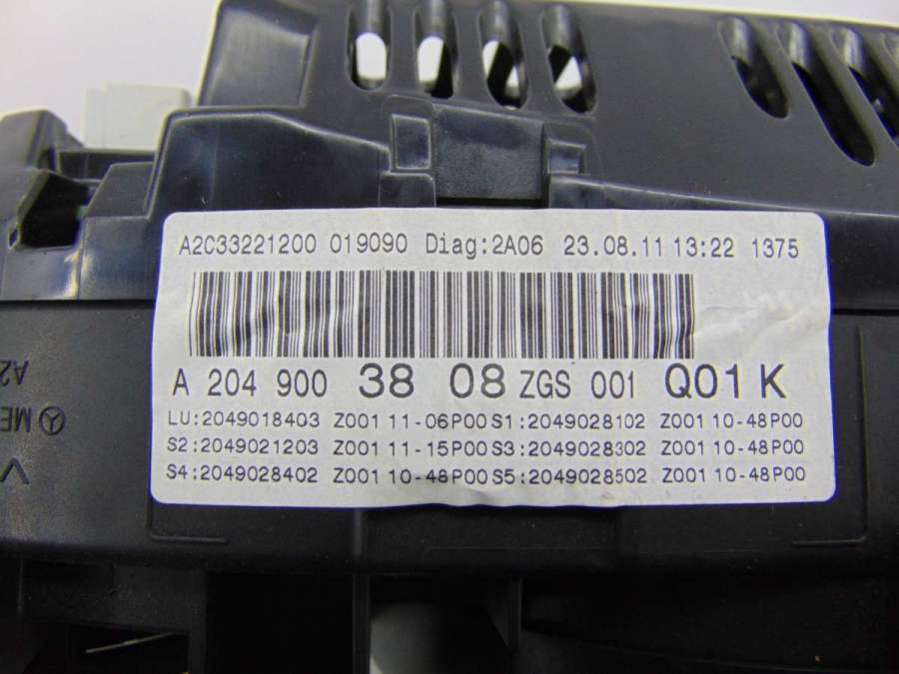 A2C33221200 019090 Diag:2A06 23.08.11 13:22 1375
A 204 900 38 08 ZGS 001 Q01 K
LU:2049018403 Z001 11-06P00 S1:2049028102 Z001 10-48P00
S2:2049021203 Z001 11-15P00 S3:2049028302 Z001 10-48P00
S4:2049028402 Z001 10-48P00 S5:2049028502 Z001 10-48P00
A2
ME